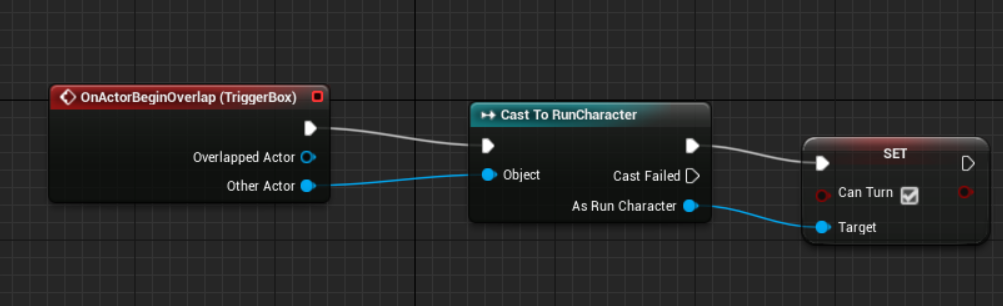 OnActorBeginOverlap (TriggerBox)
Overlapped Actor
Other Actor
Cast To RunCharacter
Object
Cast Failed
As Run Character
SET
Can Turn
Target